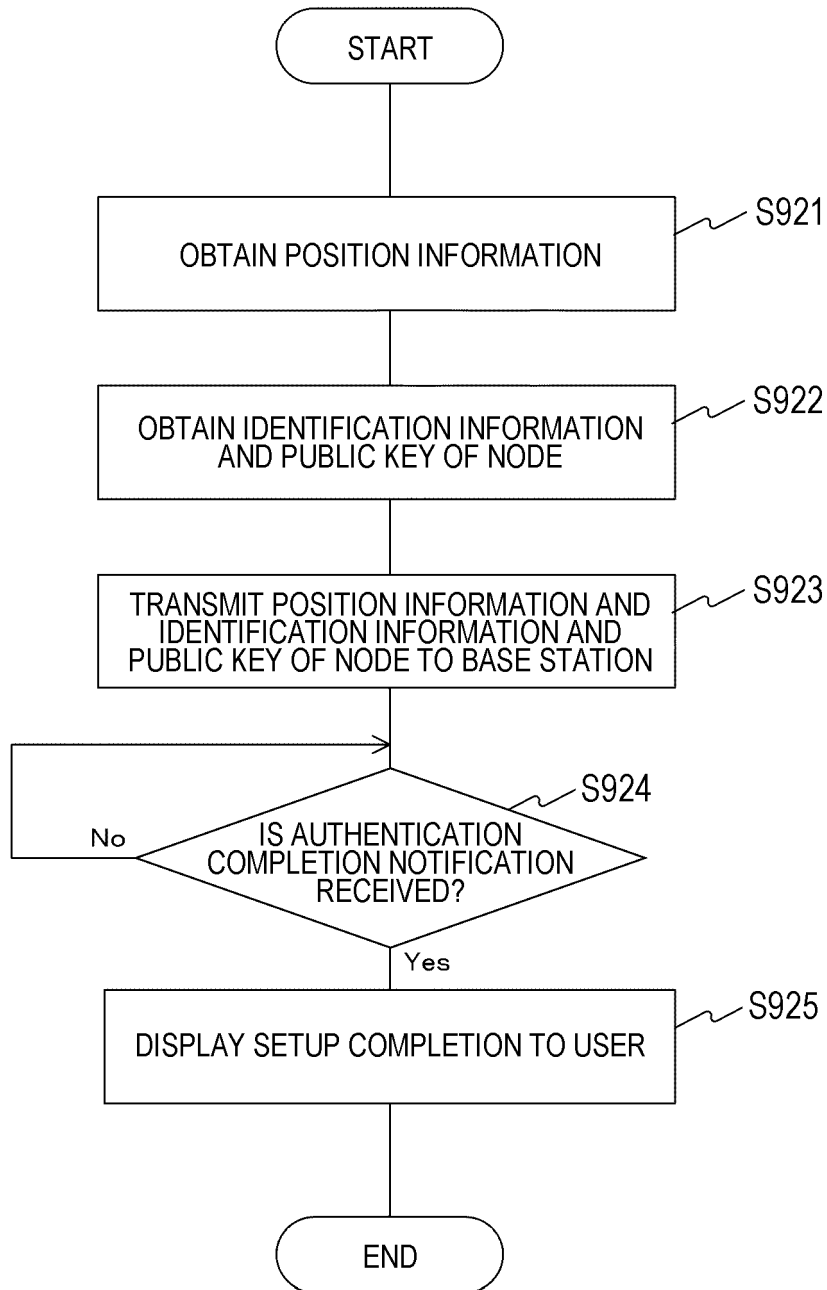 START
S921
OBTAIN POSITION INFORMATION
S922
OBTAIN IDENTIFICATION INFORMATION
AND PUBLIC KEY OF NODE
S923
TRANSMIT POSITION INFORMATION AND
IDENTIFICATION INFORMATION AND
PUBLIC KEY OF NODE TO BASE STATION
S924
No
IS AUTHENTICATION
COMPLETION NOTIFICATION
RECEIVED?
Yes
S925
DISPLAY SETUP COMPLETION TO USER
END